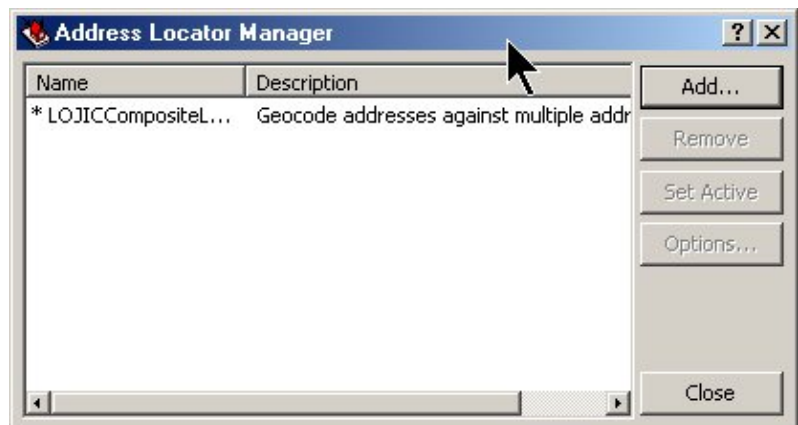 Address Locator Manager
Name Description Add...
* LOJICCompositeL... Geocode addresses against multiple addr
Remove
Set Active
Options...
Close